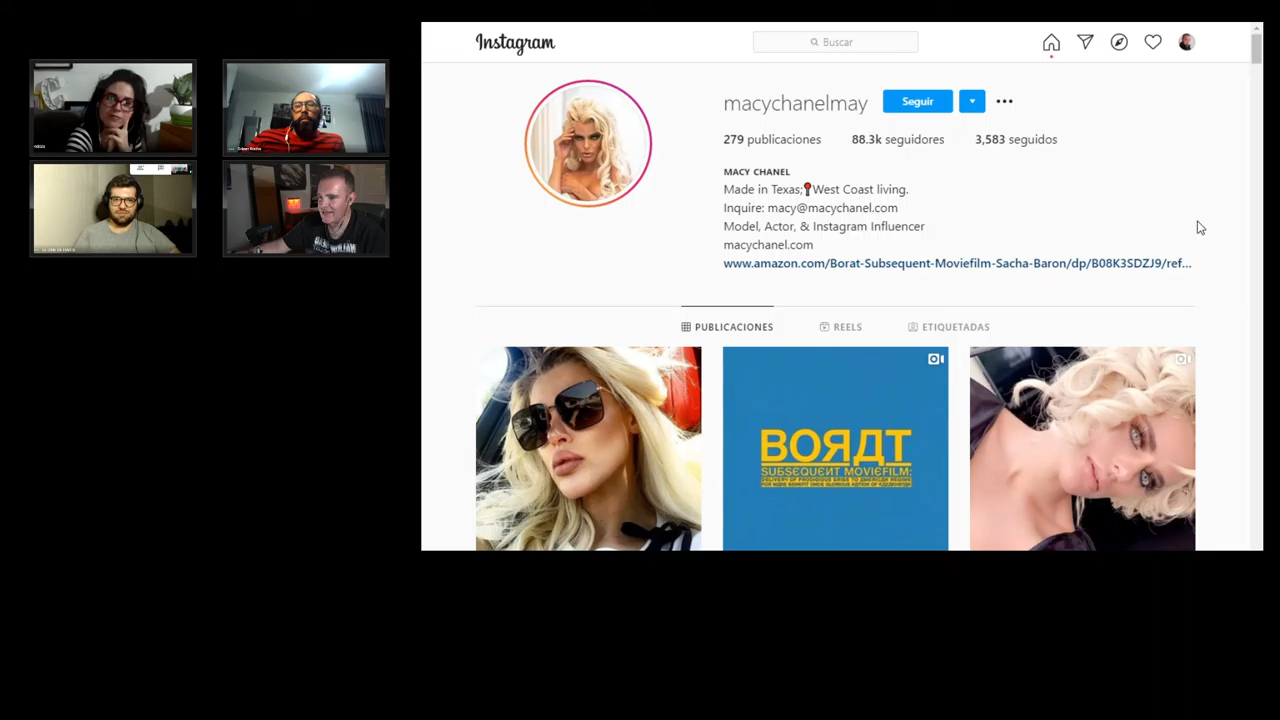 Instagram
Buscar
macychanelmay
Seguir
279 publicaciones
88.3k seguidores
3,583 seguidos
MACY CHANEL
Made in Texas; West Coast living.
Inquire: macy@macychanel.com
Model, Actor, & Instagram Influencer
macychanel.com
www.amazon.com/Borat-Subsequent-Moviefilm-Sacha-Baron/dp/B08K3SDZJ9/ref...
PUBLICACIONES
REELS
ETIQUETADAS
BORДT
SUBSEQUENT MOVIEFILM: